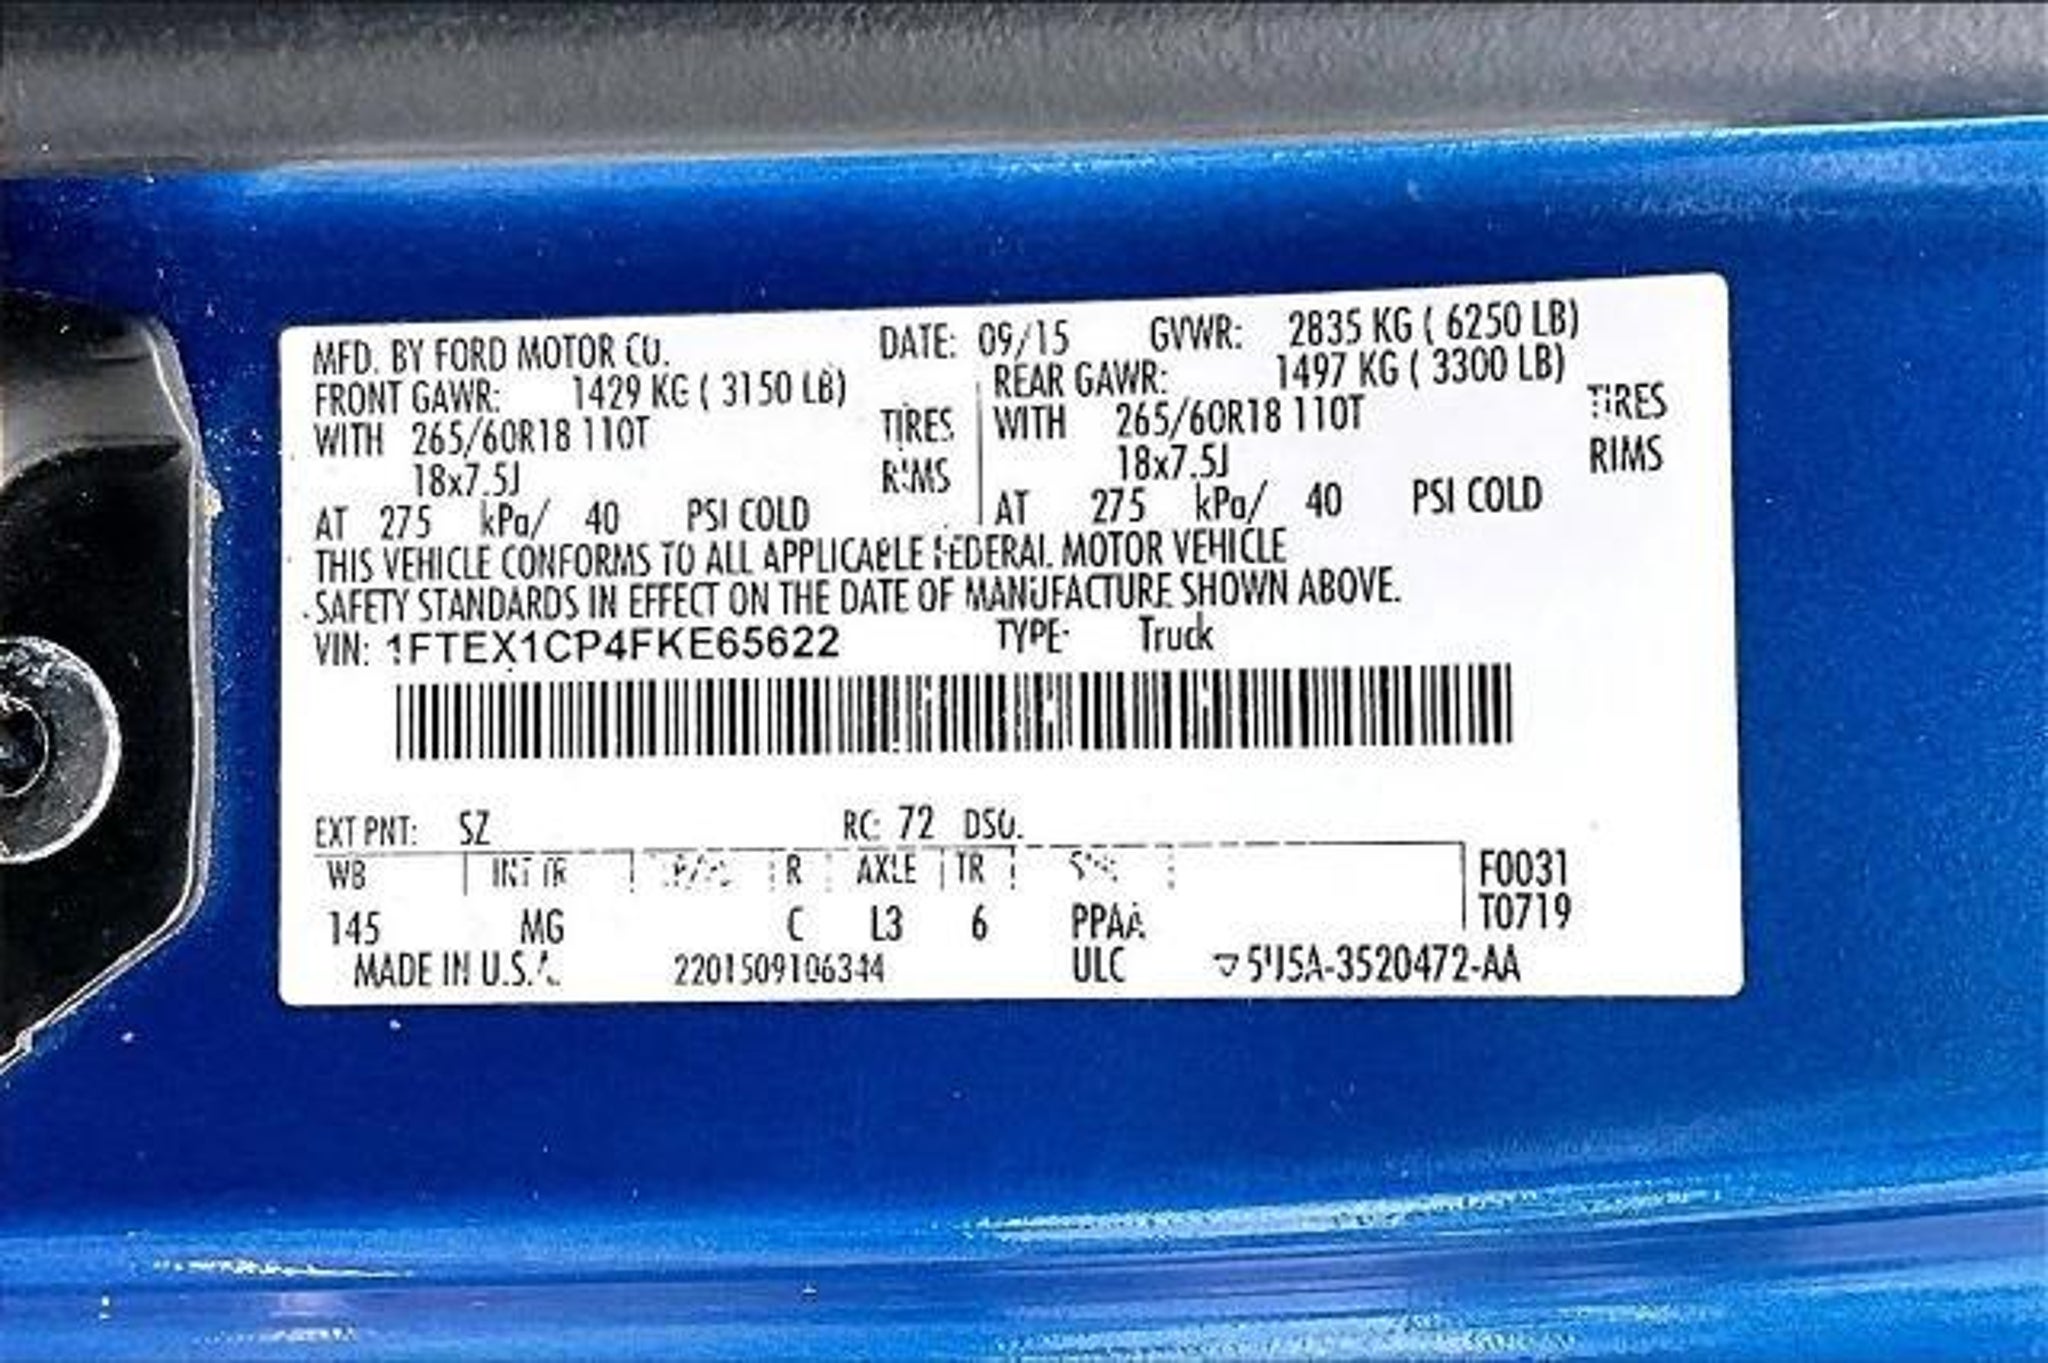 MFD. BY FORD MOTOR CO. DATE: 09/15 GVWR: 2835 KG ( 6250 LB)
FRONT GAWR: 1429 KG ( 3150 LB) REAR GAWR: 1497 KG ( 3300 LB)
WITH 265/60R18 110T TIRES WITH 265/60R18 110T TIRES
18x7.5J RIMS 18x7.5J RIMS
AT 275 kPa/ 40 PSI COLD AT 275 kPa/ 40 PSI COLD
THIS VEHICLE CONFORMS TO ALL APPLICABLE FEDERAL MOTOR VEHICLE
SAFETY STANDARDS IN EFFECT ON THE DATE OF MANUFACTURE SHOWN ABOVE.
VIN: 1FTEX1CP4FKE65622 TYPE: Truck
EXT PNT: SZ RC: 72 DSO:
WB INT TR R AXLE TR F0031
T0719
145 MG C L3 6 PPAA
MADE IN U.S.A. 2201509106344 ULC 5U5A-3520472-AA